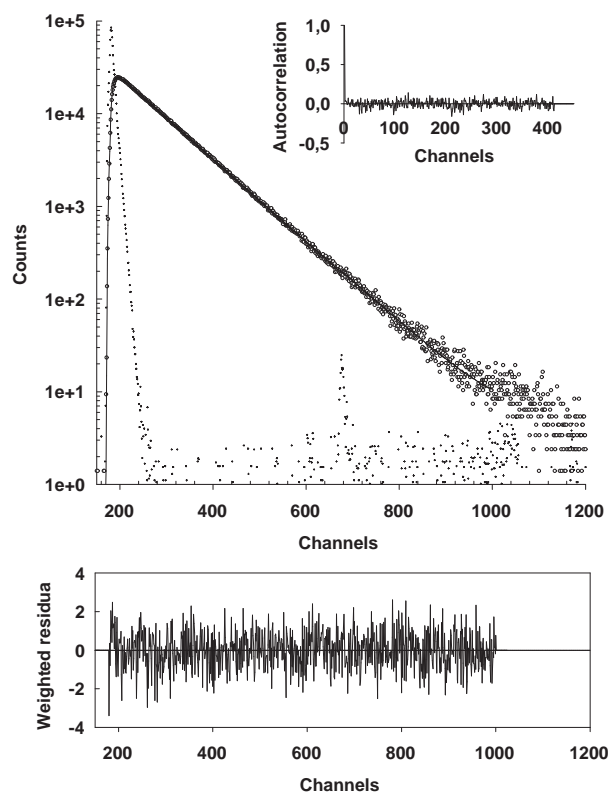 1e+5
1e+4
1e+3
1e+2
1e+1
1e+0
Counts
200 400 600 800 1000 1200
Channels
1,0
0,5
0,0
-0,5
Autocorrelation
0 100 200 300 400
Channels
4
2
0
-2
-4
Weighted residua
200 400 600 800 1000 1200
Channels